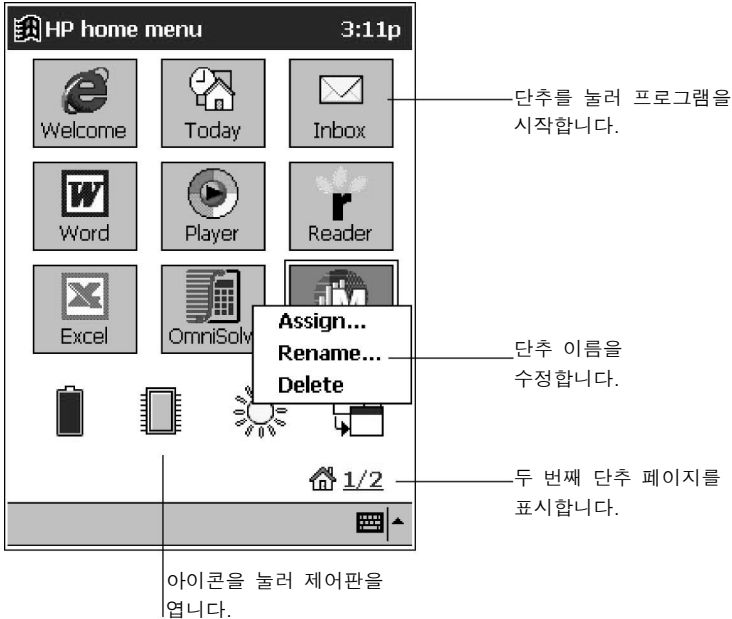 HP home menu 3:11p
Welcome Today Inbox
단추를 눌러 프로그램을
시작합니다.
Word Player Reader
Excel OmniSolv
Assign...
Rename...
Delete
단추 이름을
수정합니다.
1/2
두 번째 단추 페이지를
표시합니다.
아이콘을 눌러 제어판을
엽니다.